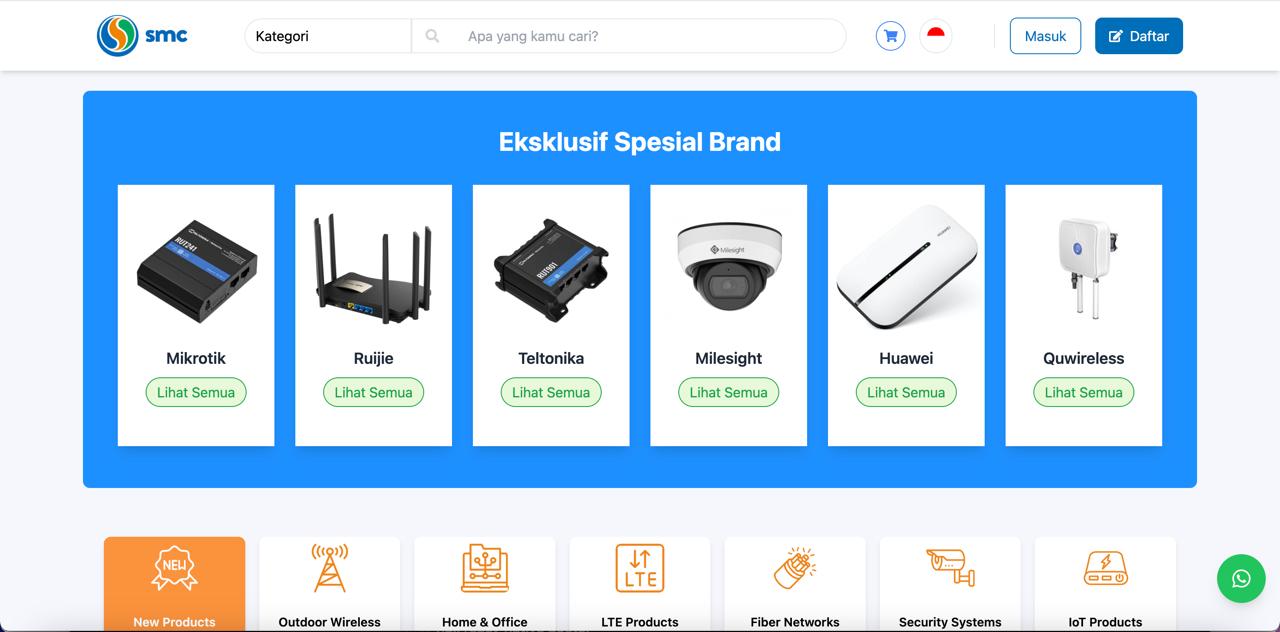 smc
Kategori
Apa yang kamu cari?
Masuk
Daftar
Eksklusif Spesial Brand
RUT241
RUT901
Milesight
HUAWEI
Mikrotik
Ruijie
Teltonika
Milesight
Huawei
Quwireless
Lihat Semua
Lihat Semua
Lihat Semua
Lihat Semua
Lihat Semua
Lihat Semua
NEW
LTE
New Products
Outdoor Wireless
Home & Office
LTE Products
Fiber Networks
Security Systems
IoT Products